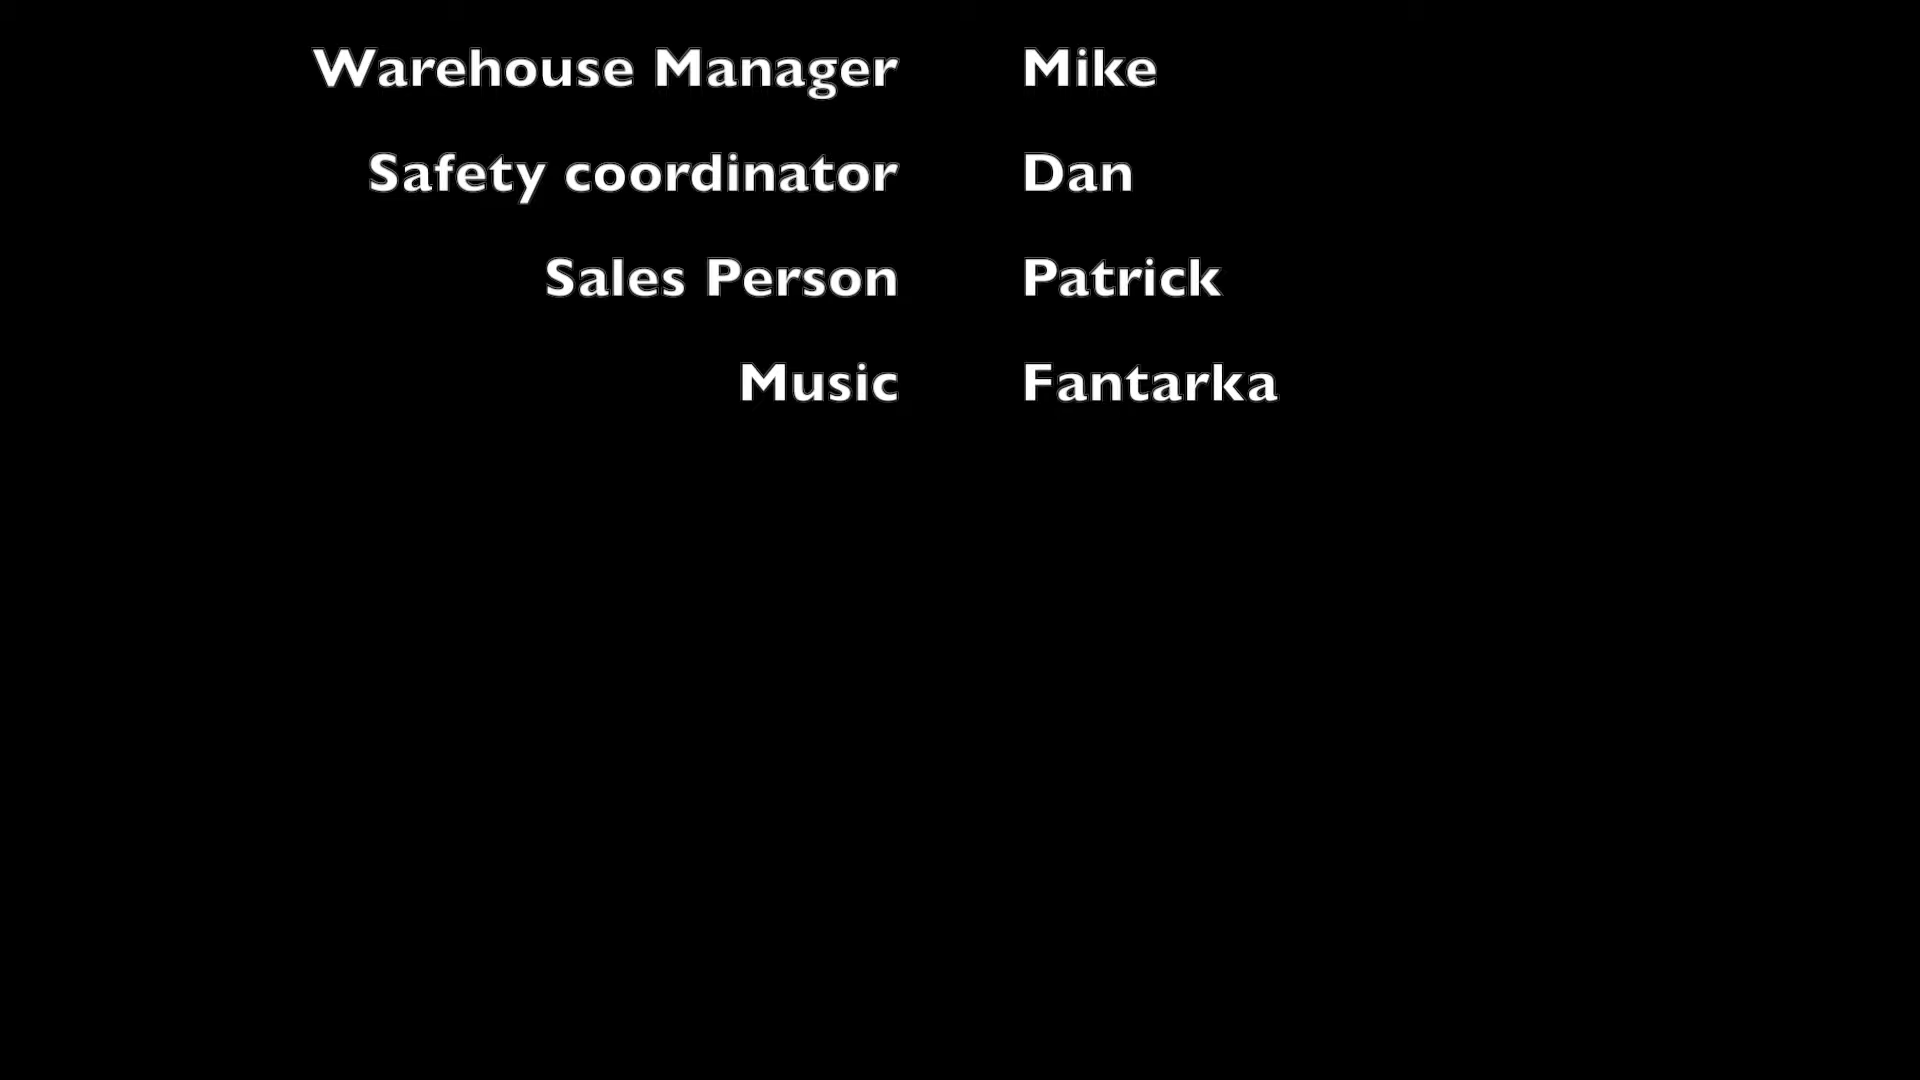 Warehouse Manager Mike
Safety coordinator Dan
Sales Person Patrick
Music Fantarka